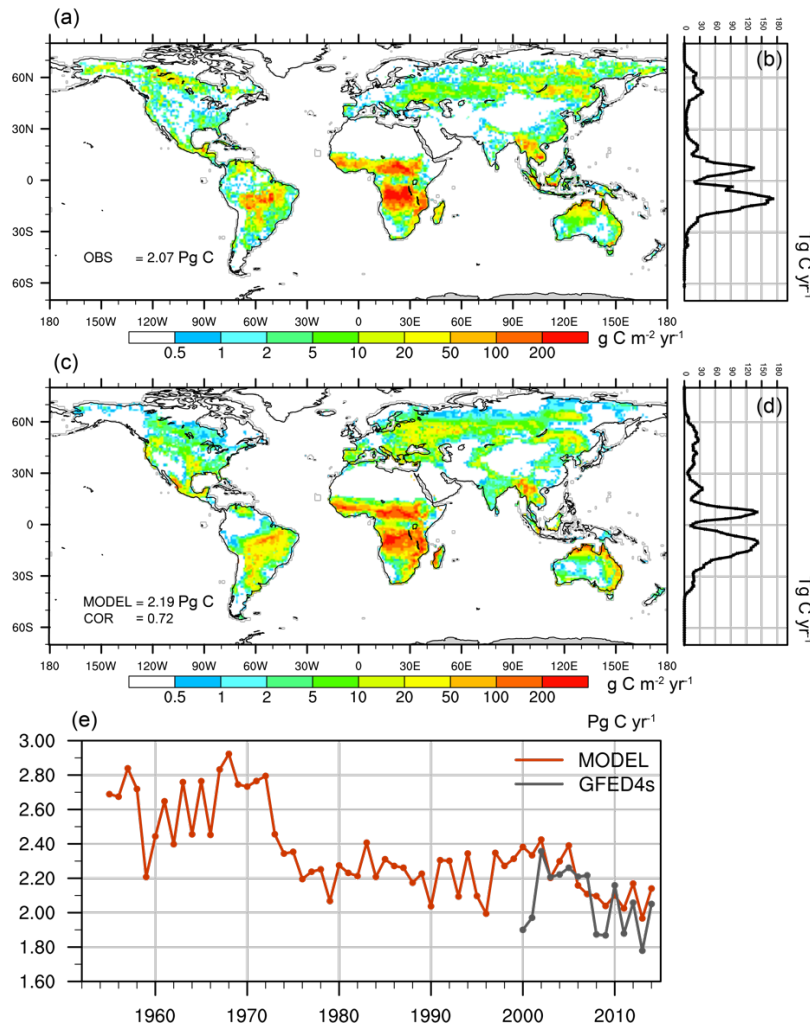 (a)
(b)
0 30 60 90 120 150 180
60N
30N
0
30S
60S
OBS = 2.07 Pg C
Tg C yr-1
180 150W 120W 90W 60W 30W 0 30E 60E 90E 120E 150E 180
0.5 1 2 5 10 20 50 100 200
g C m-2 yr-1
(c)
(d)
0 30 60 90 120 150 180
60N
30N
0
30S
60S
MODEL = 2.19 Pg C
COR = 0.72
Tg C yr-1
180 150W 120W 90W 60W 30W 0 30E 60E 90E 120E 150E 180
0.5 1 2 5 10 20 50 100 200
g C m-2 yr-1
(e)
Pg C yr-1
3.00
2.80
2.60
2.40
2.20
2.00
1.80
1.60
MODEL
GFED4s
1960 1970 1980 1990 2000 2010